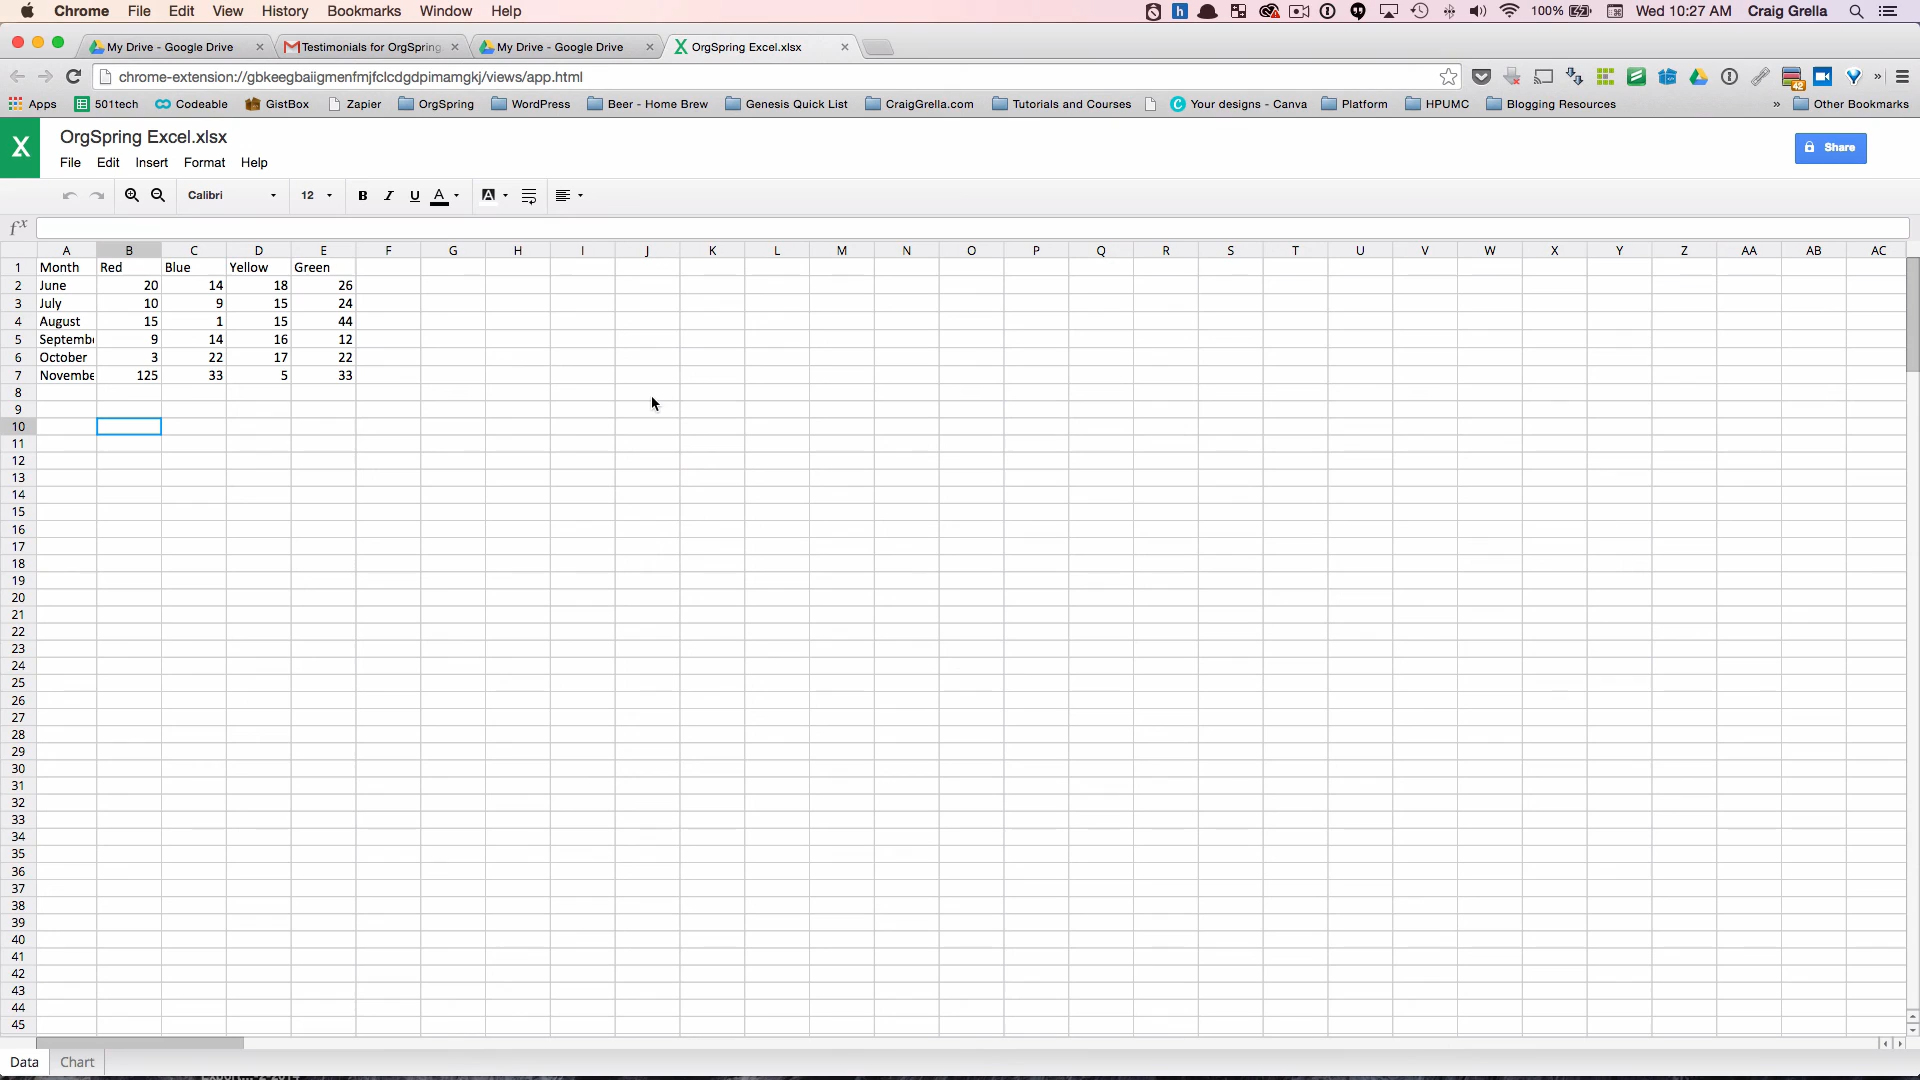 Chrome File Edit View History Bookmarks Window Help 100% Wed 10:27 AM Craig Grella
My Drive - Google Drive Testimonials for OrgSpring My Drive - Google Drive OrgSpring Excel.xlsx
chrome-extension://gbkeegbaiigmenfmjfclcdgdpimamgkj/views/app.html
42
Apps 501tech Codeable GistBox Zapier OrgSpring WordPress Beer - Home Brew Genesis Quick List CraigGrella.com Tutorials and Courses Your designs - Canva Platform HPUMC Blogging Resources » Other Bookmarks
OrgSpring Excel.xlsx
Share
File Edit Insert Format Help
Calibri 12 B I U A A
fx
A B C D E F G H I J K L M N O P Q R S T U V W X Y Z AA AB AC
1 Month Red Blue Yellow Green
2 June 20 14 18 26
3 July 10 9 15 24
4 August 15 1 15 44
5 Septembe 9 14 16 12
6 October 3 22 17 22
7 Novembe 125 33 5 33
8
9
10
11
12
13
14
15
16
17
18
19
20
21
22
23
24
25
26
27
28
29
30
31
32
33
34
35
36
37
38
39
40
41
42
43
44
45
Data Chart